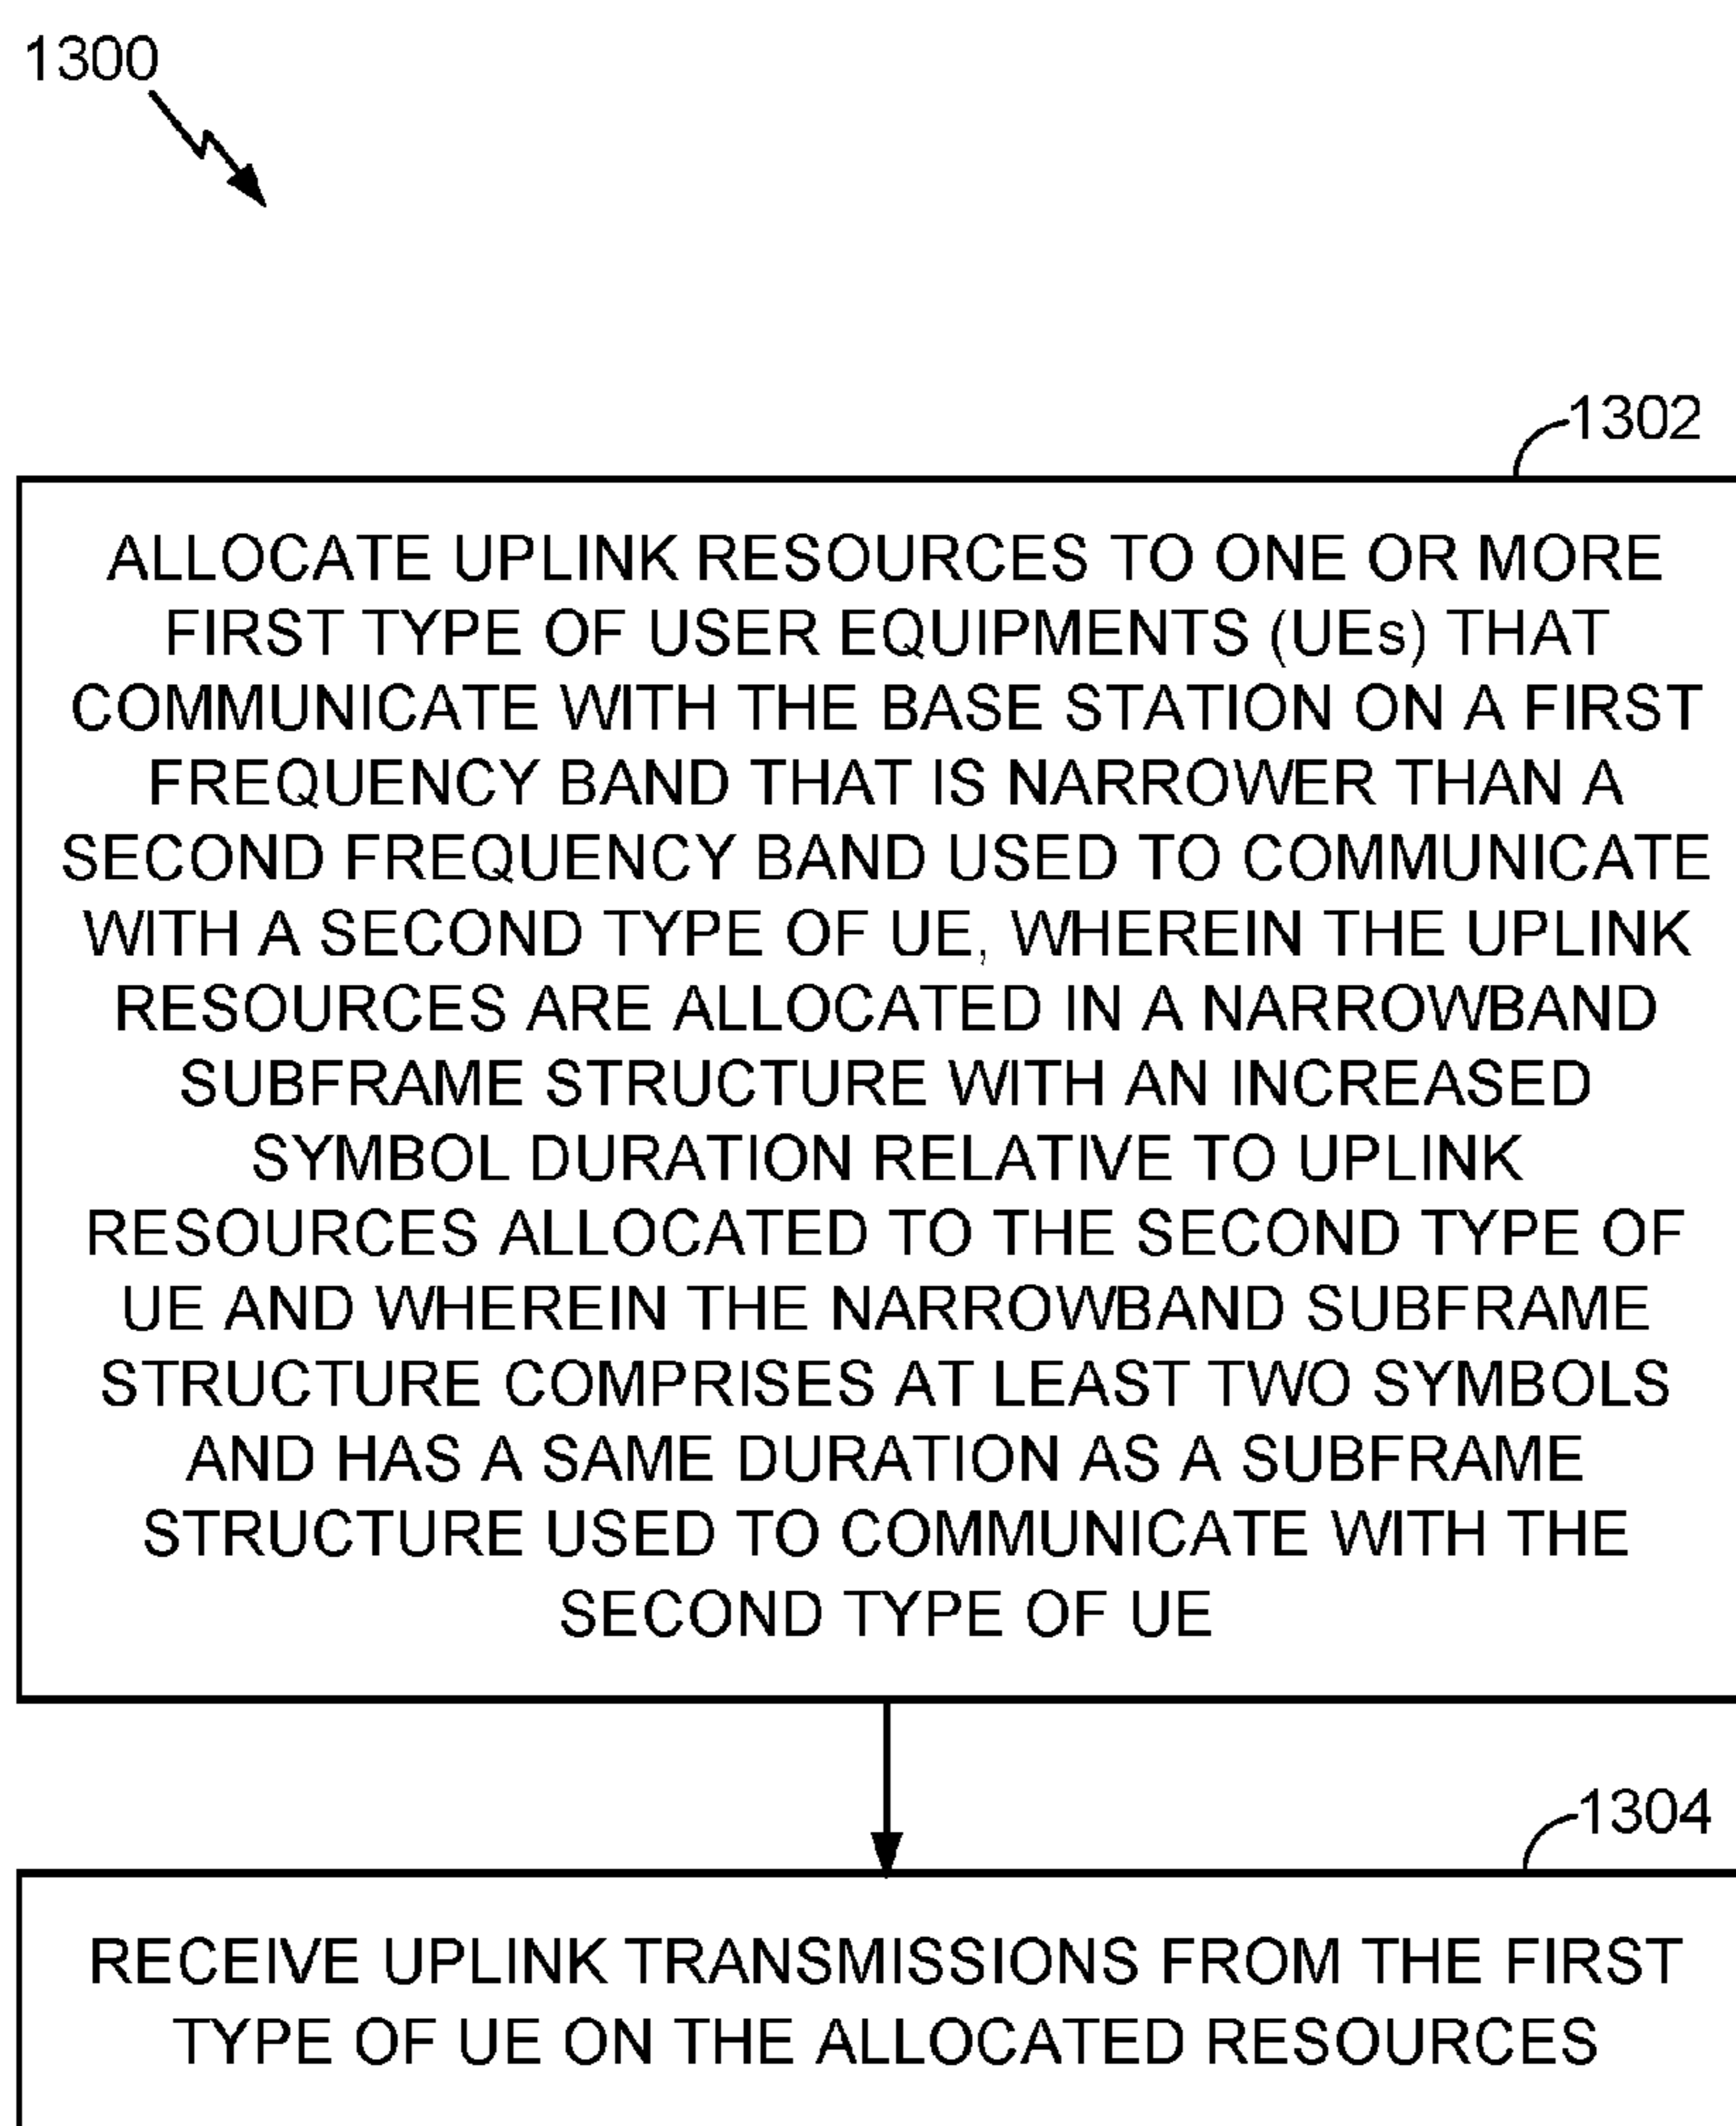 1300
1302
ALLOCATE UPLINK RESOURCES TO ONE OR MORE
FIRST TYPE OF USER EQUIPMENTS (UEs) THAT
COMMUNICATE WITH THE BASE STATION ON A FIRST
FREQUENCY BAND THAT IS NARROWER THAN A
SECOND FREQUENCY BAND USED TO COMMUNICATE
WITH A SECOND TYPE OF UE, WHEREIN THE UPLINK
RESOURCES ARE ALLOCATED IN A NARROWBAND
SUBFRAME STRUCTURE WITH AN INCREASED
SYMBOL DURATION RELATIVE TO UPLINK
RESOURCES ALLOCATED TO THE SECOND TYPE OF
UE AND WHEREIN THE NARROWBAND SUBFRAME
STRUCTURE COMPRISES AT LEAST TWO SYMBOLS
AND HAS A SAME DURATION AS A SUBFRAME
STRUCTURE USED TO COMMUNICATE WITH THE
SECOND TYPE OF UE
1304
RECEIVE UPLINK TRANSMISSIONS FROM THE FIRST
TYPE OF UE ON THE ALLOCATED RESOURCES